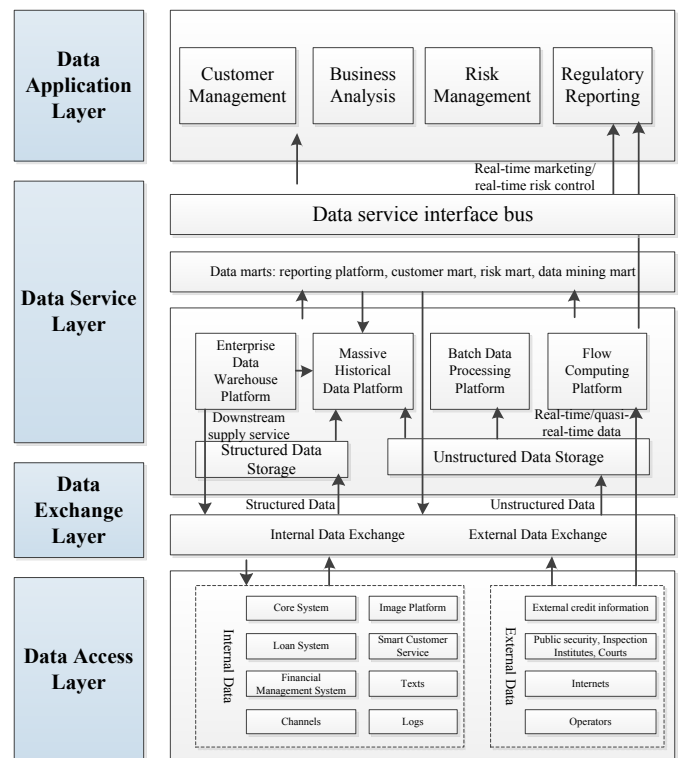 Data
Application
Layer
Customer
Management
Business
Analysis
Risk
Management
Regulatory
Reporting
Real-time marketing/
real-time risk control
Data Service
Layer
Data service interface bus
Data marts: reporting platform, customer mart, risk mart, data mining mart
Enterprise
Data
Warehouse
Platform
Massive
Historical
Data Platform
Batch Data
Processing
Platform
Flow
Computing
Platform
Downstream
supply service
Real-time/quasi-
real-time data
Structured Data
Storage
Unstructured Data Storage
Data
Exchange
Layer
Structured Data
Unstructured Data
Internal Data Exchange
External Data Exchange
Data Access
Layer
Internal Data
Core System
Image Platform
Loan System
Smart Customer
Service
Financial
Management System
Texts
Channels
Logs
External Data
External credit information
Public security, Inspection
Institutes, Courts
Internets
Operators